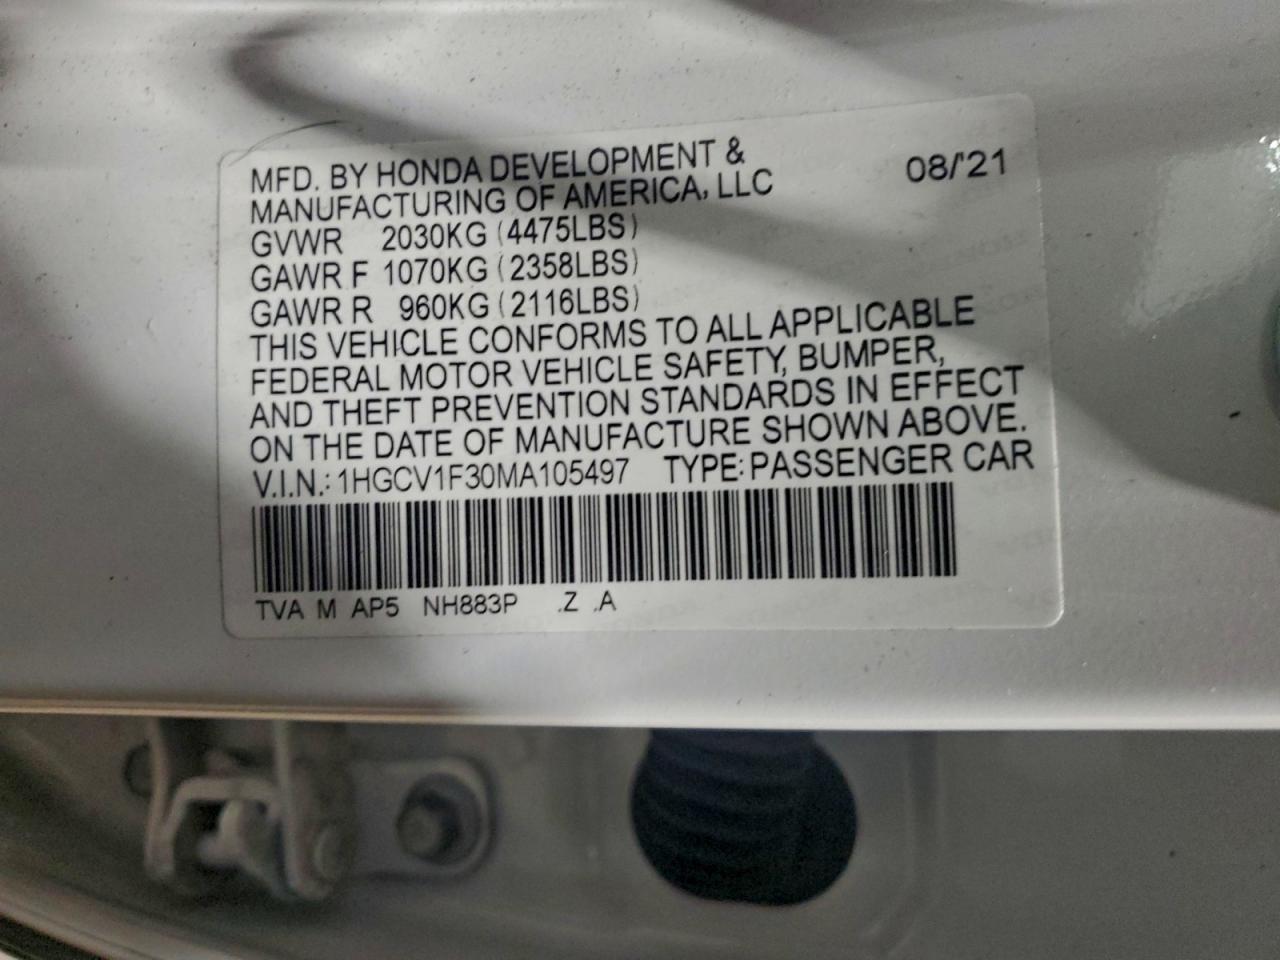 MFD. BY HONDA DEVELOPMENT & 08/'21
MANUFACTURING OF AMERICA, LLC
GVWR 2030KG (4475LBS)
GAWR F 1070KG (2358LBS)
GAWR R 960KG (2116LBS)
THIS VEHICLE CONFORMS TO ALL APPLICABLE
FEDERAL MOTOR VEHICLE SAFETY, BUMPER,
AND THEFT PREVENTION STANDARDS IN EFFECT
ON THE DATE OF MANUFACTURE SHOWN ABOVE.
V.I.N.: 1HGCV1F30MA105497 TYPE: PASSENGER CAR
TVA M AP5 NH883P .Z .A